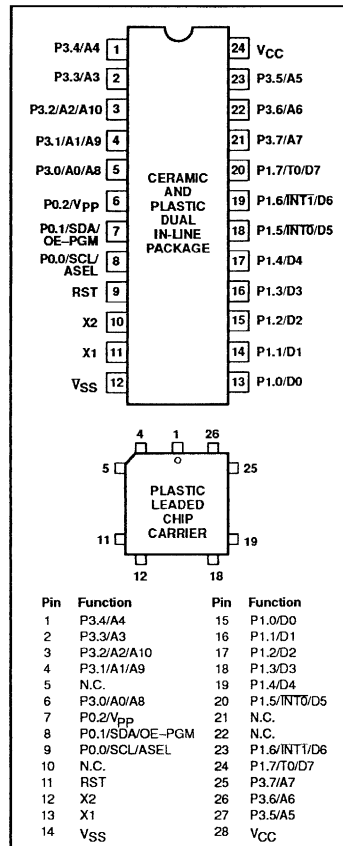 P3.4/A4 1 24 VCC
P3.3/A3 2 23 P3.5/A5
P3.2/A2/A10 3 22 P3.6/A6
P3.1/A1/A9 4 21 P3.7/A7
P3.0/A0/A8 5 20 P1.7/T0/D7
P0.2/VPP 6 19 P1.6/INT1/D6
P0.1/SDA/
OE–PGM 7 18 P1.5/INT0/D5
P0.0/SCL/
ASEL 8 17 P1.4/D4
RST 9 16 P1.3/D3
X2 10 15 P1.2/D2
X1 11 14 P1.1/D1
VSS 12 13 P1.0/D0
CERAMIC
AND
PLASTIC
DUAL
IN-LINE
PACKAGE
4 1 26
5 25
PLASTIC
LEADED
CHIP
CARRIER
11 19
12 18
Pin Function Pin Function
1 P3.4/A4 15 P1.0/D0
2 P3.3/A3 16 P1.1/D1
3 P3.2/A2/A10 17 P1.2/D2
4 P3.1/A1/A9 18 P1.3/D3
5 N.C. 19 P1.4/D4
6 P3.0/A0/A8 20 P1.5/INT0/D5
7 P0.2/VPP 21 N.C.
8 P0.1/SDA/OE–PGM 22 N.C.
9 P0.0/SCL/ASEL 23 P1.6/INT1/D6
10 N.C. 24 P1.7/T0/D7
11 RST 25 P3.7/A7
12 X2 26 P3.6/A6
13 X1 27 P3.5/A5
14 VSS 28 VCC